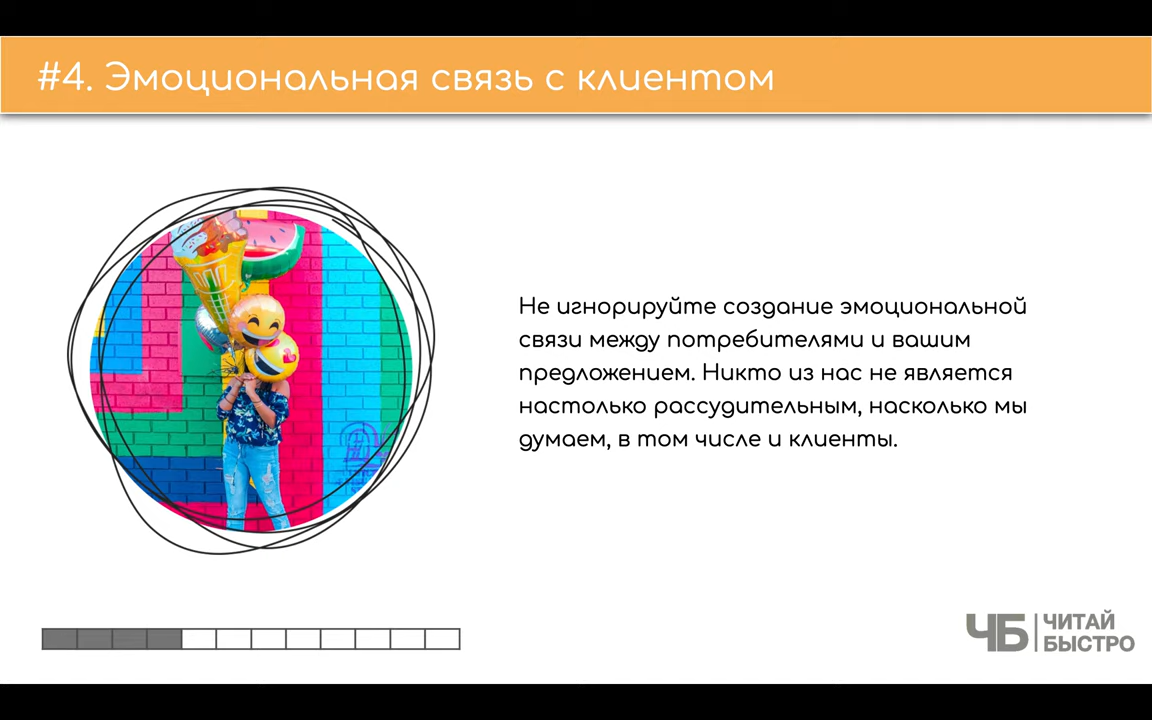 #4. Эмоциональная связь с клиентом
Не игнорируйте создание эмоциональной
связи между потребителями и вашим
предложением. Никто из нас не является
настолько рассудительным, насколько мы
думаем, в том числе и клиенты.
ЧБ ЧИТАЙ
БЫСТРО